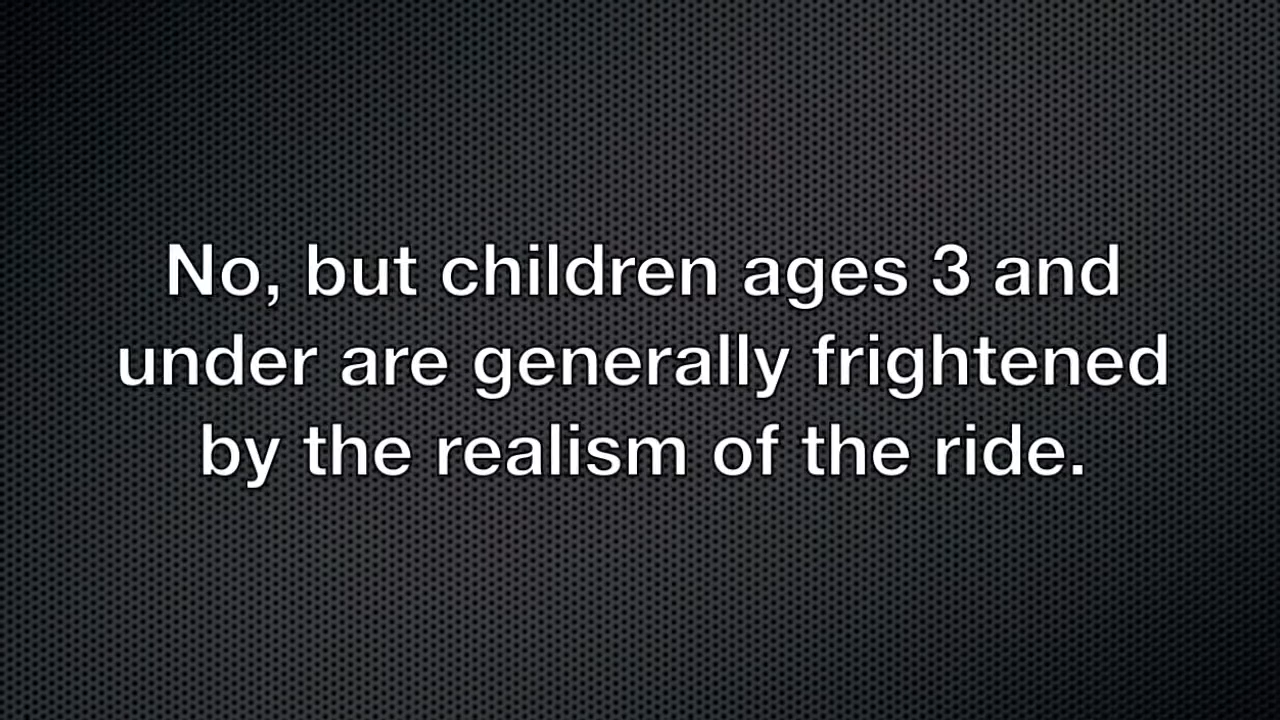 No, but children ages 3 and
under are generally frightened
by the realism of the ride.